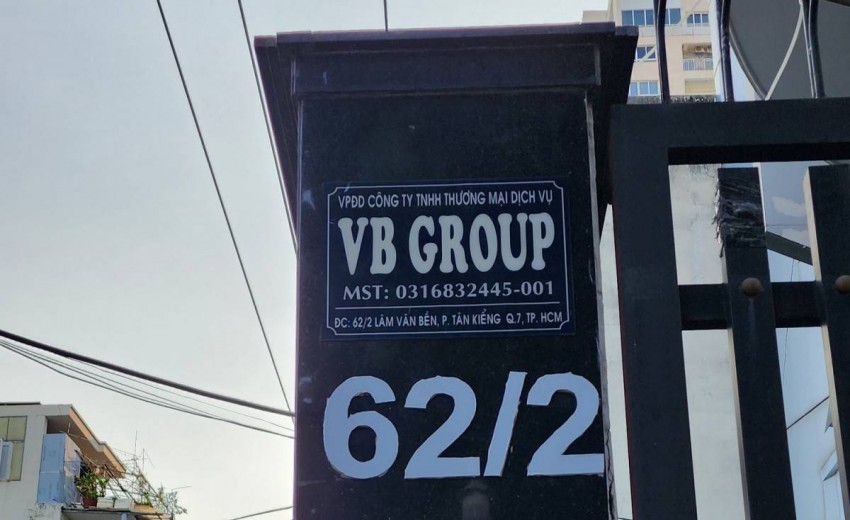 VPĐD CÔNG TY TNHH THƯƠNG MẠI DỊCH VỤ
VB GROUP
MST: 0316832445-001
ĐC: 62/2 LÂM VĂN BỀN, P. TÂN KIỂNG Q.7, TP. HCM
62/2